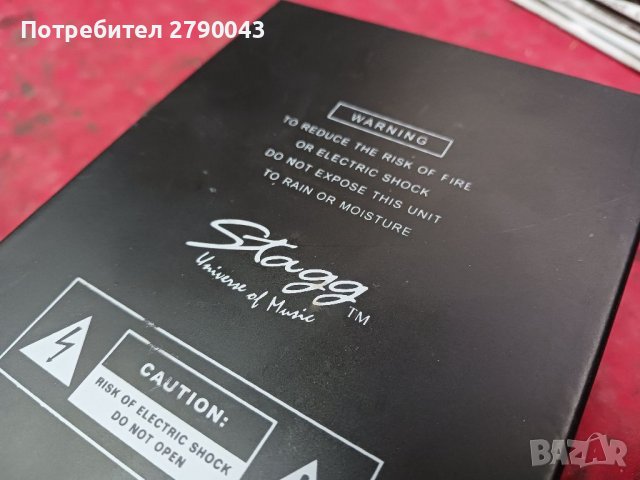 Потребител 2790043
WARNING
TO REDUCE THE RISK OF FIRE
OR ELECTRIC SHOCK
DO NOT EXPOSE THIS UNIT
TO RAIN OR MOISTURE
Stagg ™
Universe of Music
CAUTION:
RISK OF ELECTRIC SHOCK
DO NOT OPEN
BAZAR